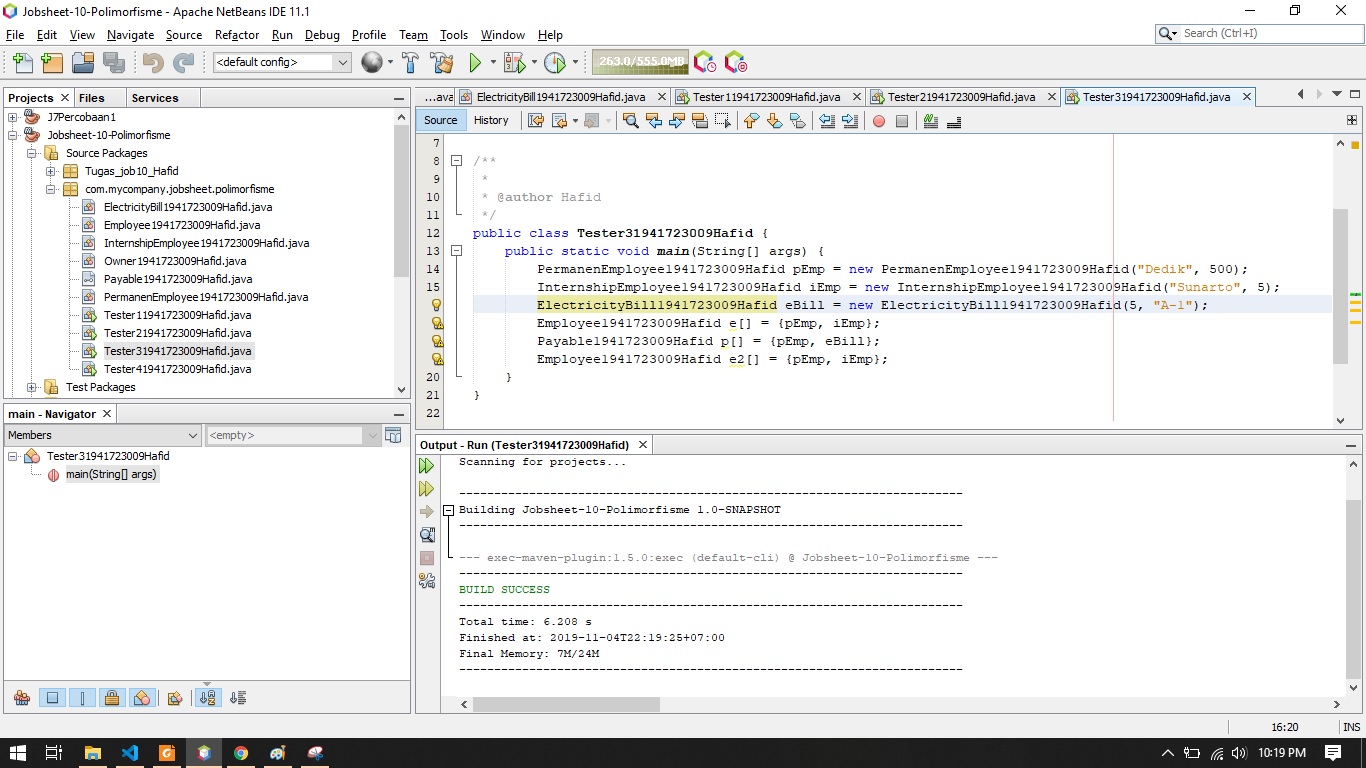 Jobsheet-10-Polimorfisme - Apache NetBeans IDE 11.1
File Edit View Navigate Source Refactor Run Debug Profile Team Tools Window Help
Search (Ctrl+I)
<default config>
263.0/555.0MB
Projects Files Services
J7Percobaan1
Jobsheet-10-Polimorfisme
Source Packages
Tugas_job10_Hafid
com.mycompany.jobsheet.polimorfisme
ElectricityBill1941723009Hafid.java
Employee1941723009Hafid.java
InternshipEmployee1941723009Hafid.java
Owner1941723009Hafid.java
Payable1941723009Hafid.java
PermanenEmployee1941723009Hafid.java
Tester11941723009Hafid.java
Tester21941723009Hafid.java
Tester31941723009Hafid.java
Tester41941723009Hafid.java
Test Packages
main - Navigator
Members
<empty>
Tester31941723009Hafid
main(String[] args)
...ava ElectricityBill1941723009Hafid.java Tester11941723009Hafid.java Tester21941723009Hafid.java Tester31941723009Hafid.java
Source History
7
8 /**
9 *
10 * @author Hafid
11 */
12 public class Tester31941723009Hafid {
13 public static void main(String[] args) {
14 PermanenEmployee1941723009Hafid pEmp = new PermanenEmployee1941723009Hafid("Dedik", 500);
15 InternshipEmployee1941723009Hafid iEmp = new InternshipEmployee1941723009Hafid("Sunarto", 5);
ElectricityBill1941723009Hafid eBill = new ElectricityBill1941723009Hafid(5, "A-1");
Employee1941723009Hafid e[] = {pEmp, iEmp};
Payable1941723009Hafid p[] = {pEmp, eBill};
Employee1941723009Hafid e2[] = {pEmp, iEmp};
20 }
21 }
22
Output - Run (Tester31941723009Hafid)
Scanning for projects...
------------------------------------------------------------------------
Building Jobsheet-10-Polimorfisme 1.0-SNAPSHOT
------------------------------------------------------------------------
--- exec-maven-plugin:1.5.0:exec (default-cli) @ Jobsheet-10-Polimorfisme ---
------------------------------------------------------------------------
BUILD SUCCESS
------------------------------------------------------------------------
Total time: 6.208 s
Finished at: 2019-11-04T22:19:25+07:00
Final Memory: 7M/24M
------------------------------------------------------------------------
16:20 INS
10:19 PM